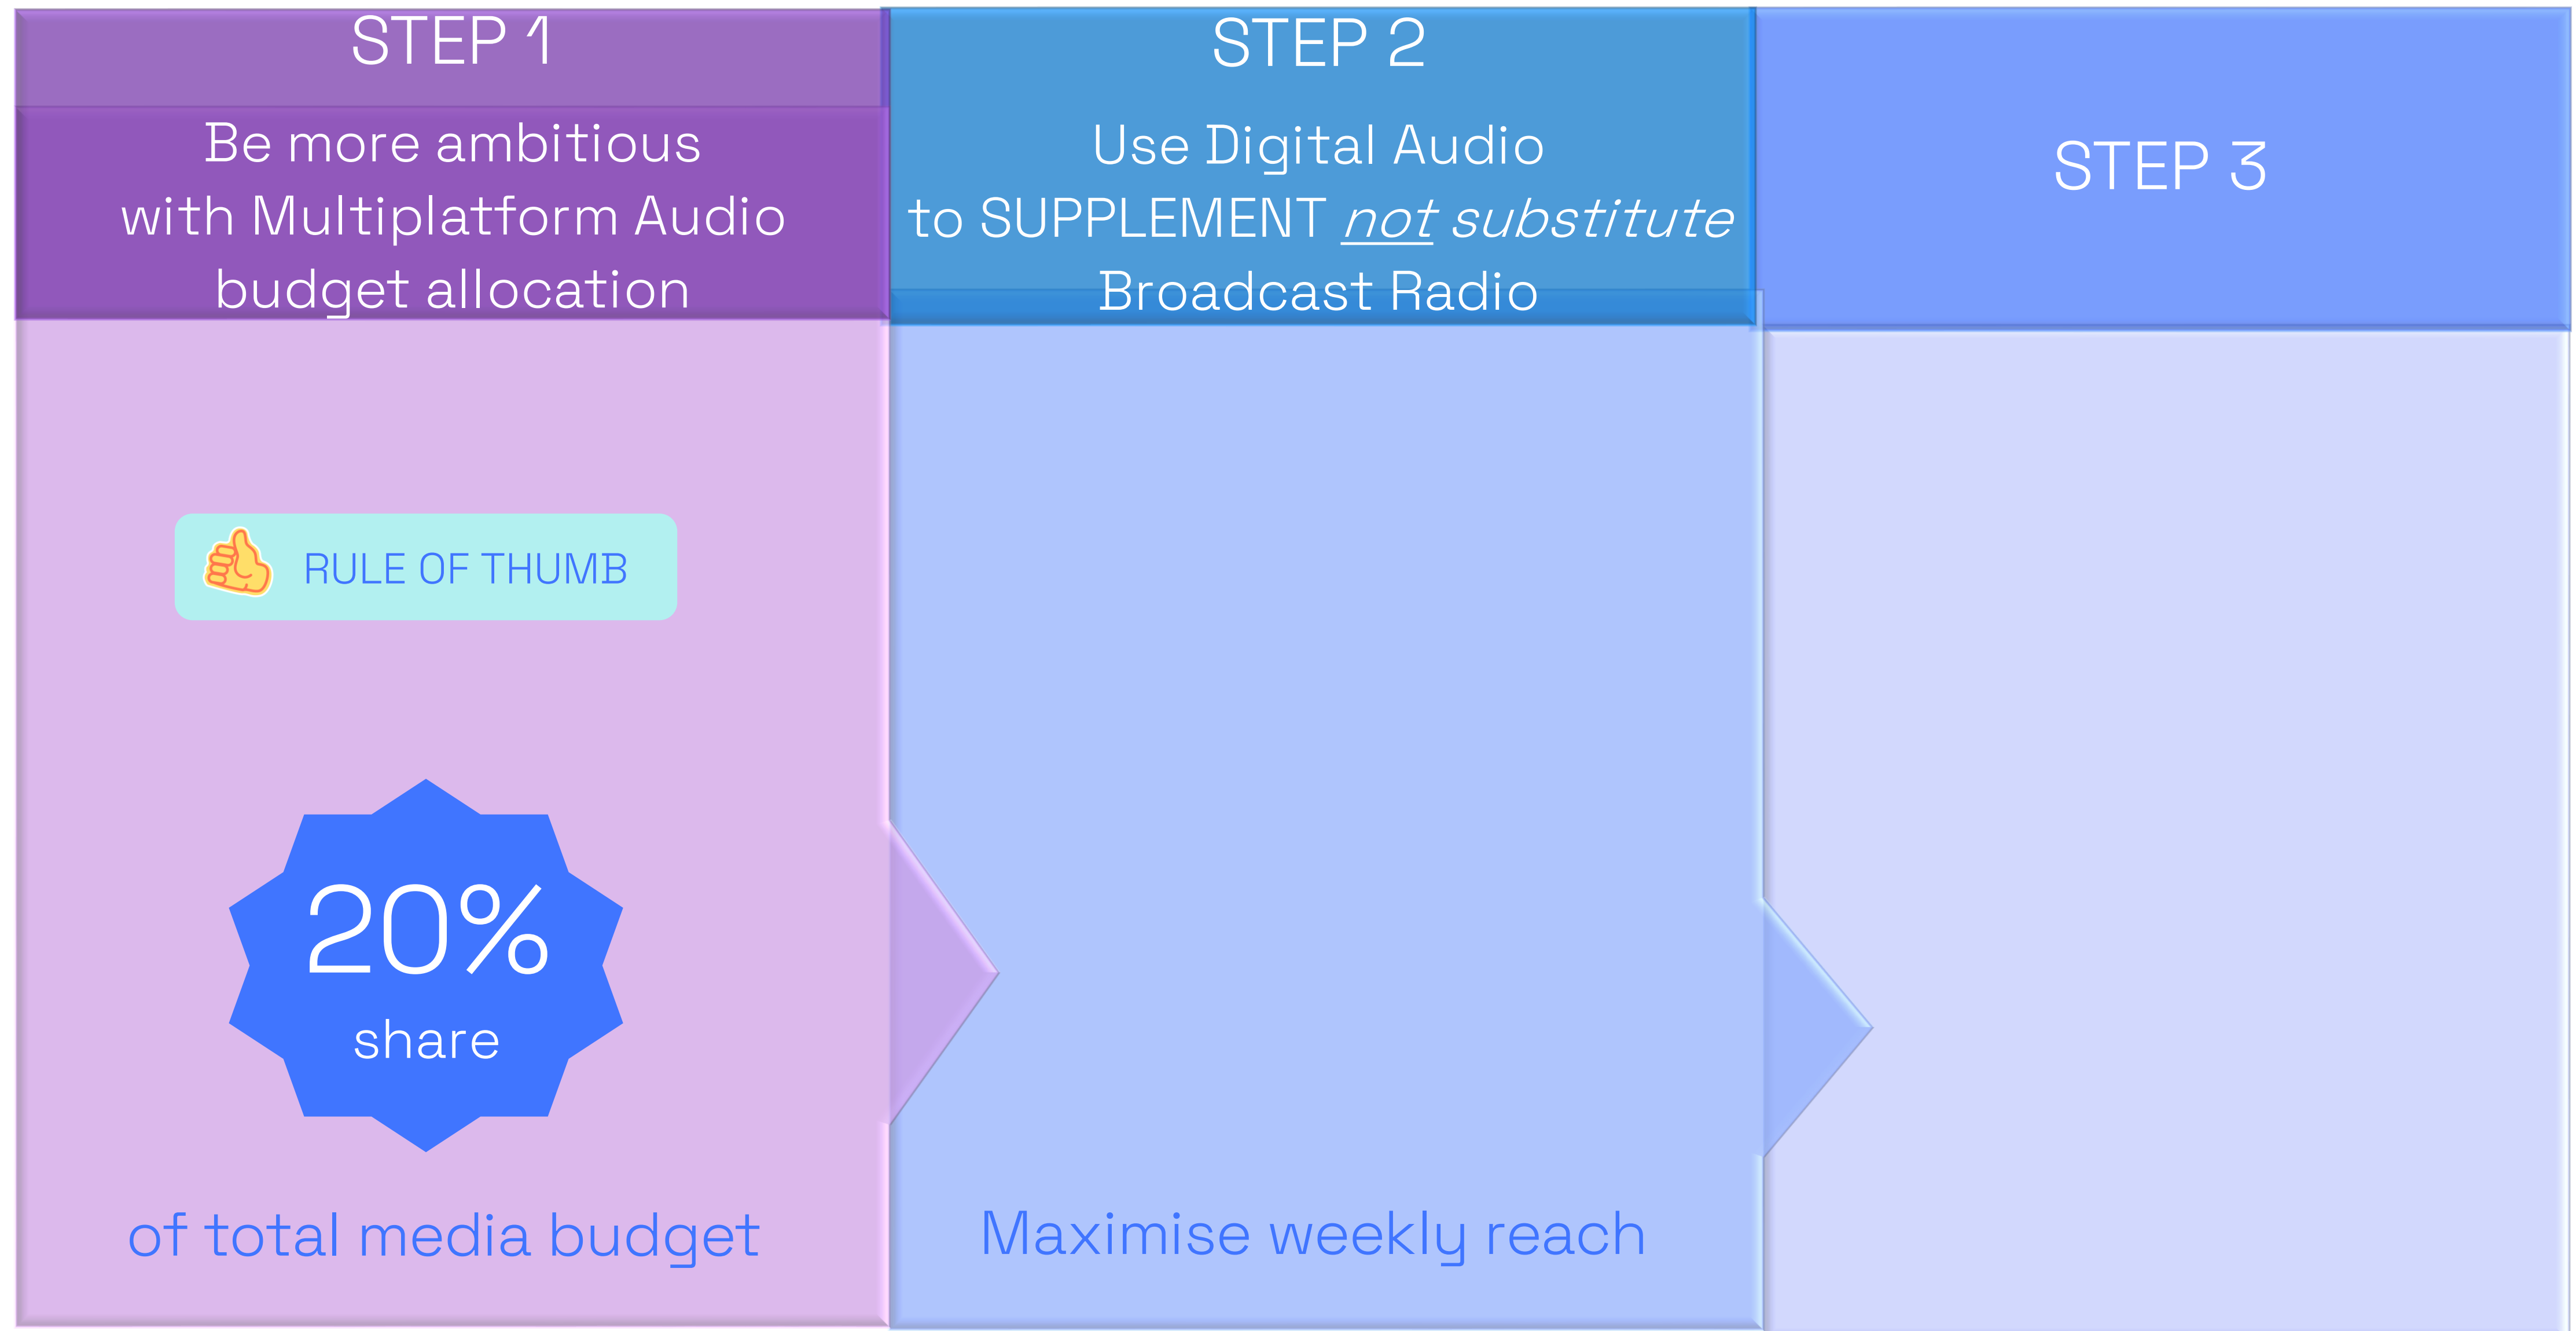 STEP 1
Be more ambitious
with Multiplatform Audio
budget allocation
RULE OF THUMB
20%
share
of total media budget
STEP 2
Use Digital Audio
to SUPPLEMENT not substitute
Broadcast Radio
Maximise weekly reach
STEP 3